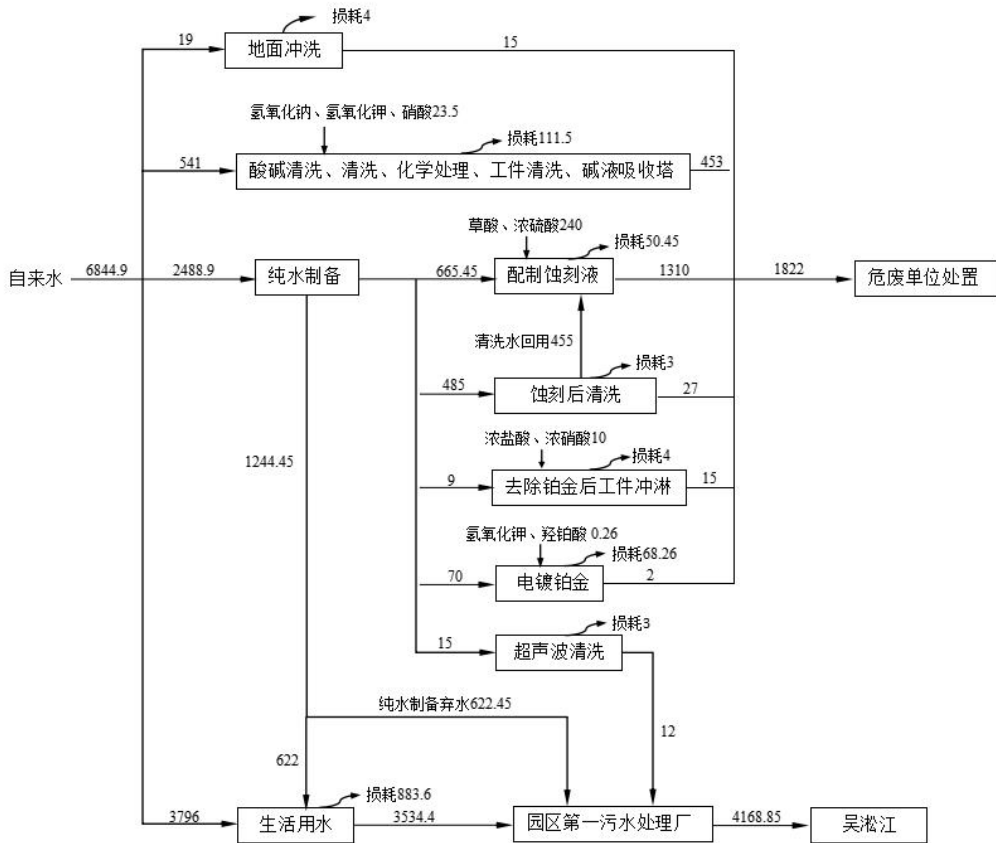 损耗4
19
地面冲洗
15
氢氧化钠、氢氧化钾、硝酸23.5
损耗111.5
541
酸碱清洗、清洗、化学处理、工件清洗、碱液吸收塔
453
草酸、浓硫酸240
损耗50.45
自来水
6844.9
2488.9
纯水制备
665.45
配制蚀刻液
1310
1822
危废单位处置
清洗水回用455
损耗3
485
蚀刻后清洗
27
1244.45
浓盐酸、浓硝酸10
损耗4
9
去除铂金后工件冲淋
15
氢氧化钾、羟铂酸 0.26
损耗68.26
70
电镀铂金
2
损耗3
15
超声波清洗
纯水制备弃水622.45
12
622
损耗883.6
3796
生活用水
3534.4
园区第一污水处理厂
4168.85
吴淞江